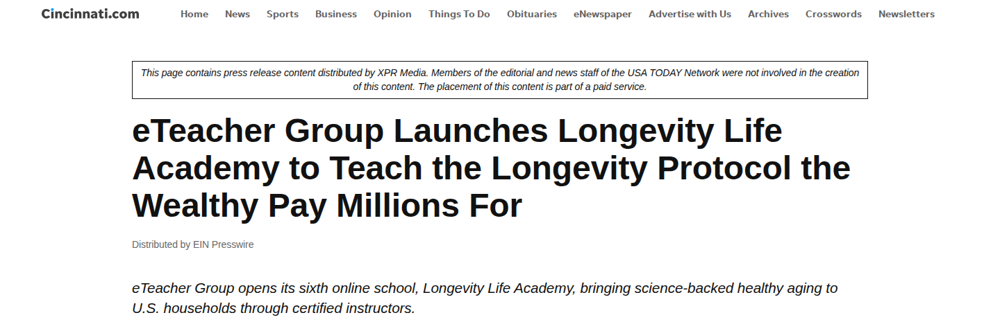 Cincinnati.com Home News Sports Business Opinion Things To Do Obituaries eNewspaper Advertise with Us Archives Crosswords Newsletters
This page contains press release content distributed by XPR Media. Members of the editorial and news staff of the USA TODAY Network were not involved in the creation
of this content. The placement of this content is part of a paid service.
eTeacher Group Launches Longevity Life
Academy to Teach the Longevity Protocol the
Wealthy Pay Millions For
Distributed by EIN Presswire
eTeacher Group opens its sixth online school, Longevity Life Academy, bringing science-backed healthy aging to
U.S. households through certified instructors.